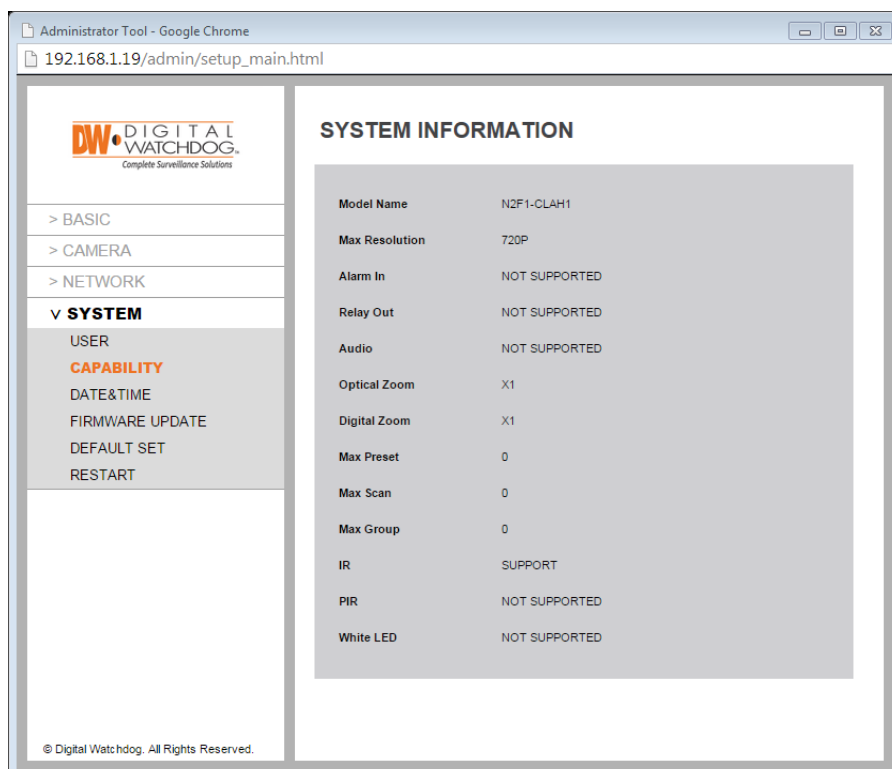 Administrator Tool - Google Chrome
192.168.1.19/admin/setup_main.html
DW DIGITAL
WATCHDOG™
Complete Surveillance Solutions
> BASIC
> CAMERA
> NETWORK
v SYSTEM
USER
CAPABILITY
DATE&TIME
FIRMWARE UPDATE
DEFAULT SET
RESTART
© Digital Watchdog. All Rights Reserved.
SYSTEM INFORMATION
Model Name N2F1-CLAH1
Max Resolution 720P
Alarm In NOT SUPPORTED
Relay Out NOT SUPPORTED
Audio NOT SUPPORTED
Optical Zoom X1
Digital Zoom X1
Max Preset 0
Max Scan 0
Max Group 0
IR SUPPORT
PIR NOT SUPPORTED
White LED NOT SUPPORTED